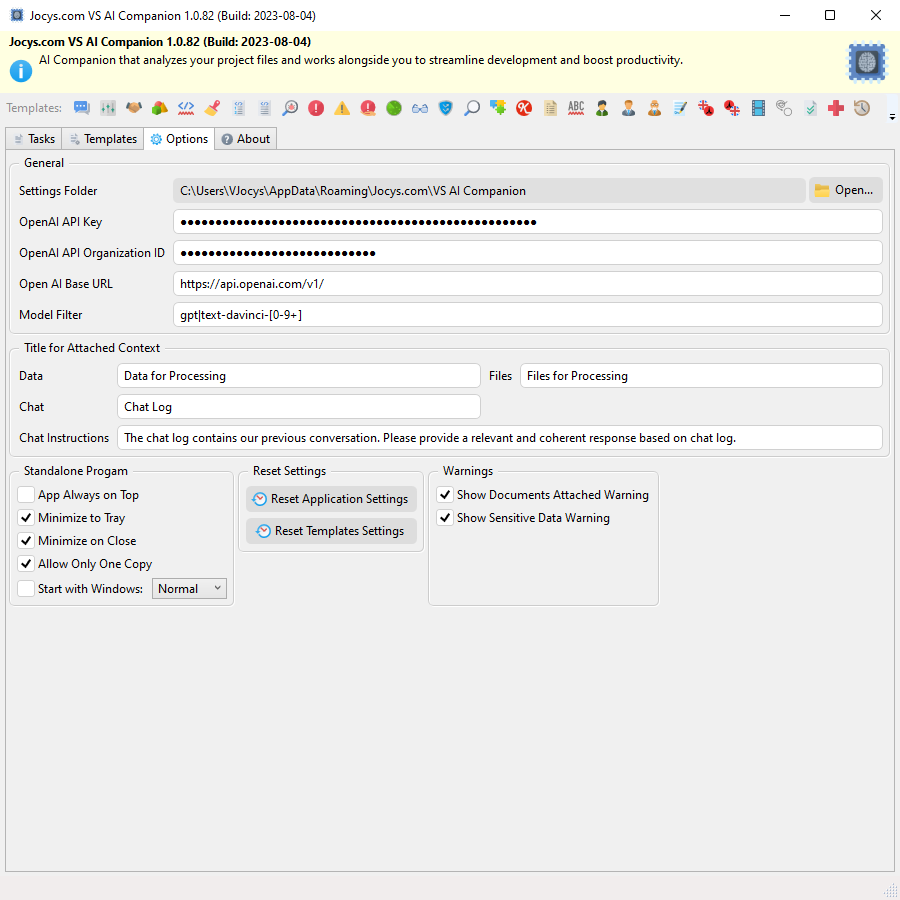 Jocys.com VS AI Companion 1.0.82 (Build: 2023-08-04)
Jocys.com VS AI Companion 1.0.82 (Build: 2023-08-04)
AI Companion that analyzes your project files and works alongside you to streamline development and boost productivity.
Templates: ABC
Tasks Templates Options About
General
Settings Folder C:\Users\VJocys\AppData\Roaming\Jocys.com\VS AI Companion Open...
OpenAI API Key ●●●●●●●●●●●●●●●●●●●●●●●●●●●●●●●●●●●●●●●●●●●●●●●●●●●
OpenAI API Organization ID ●●●●●●●●●●●●●●●●●●●●●●●●●●●●
Open AI Base URL https://api.openai.com/v1/
Model Filter gpt|text-davinci-[0-9+]
Title for Attached Context
Data Data for Processing Files Files for Processing
Chat Chat Log
Chat Instructions The chat log contains our previous conversation. Please provide a relevant and coherent response based on chat log.
Standalone Progam Reset Settings Warnings
App Always on Top Reset Application Settings Show Documents Attached Warning
Minimize to Tray Show Sensitive Data Warning
Reset Templates Settings
Minimize on Close
Allow Only One Copy
Start with Windows: Normal